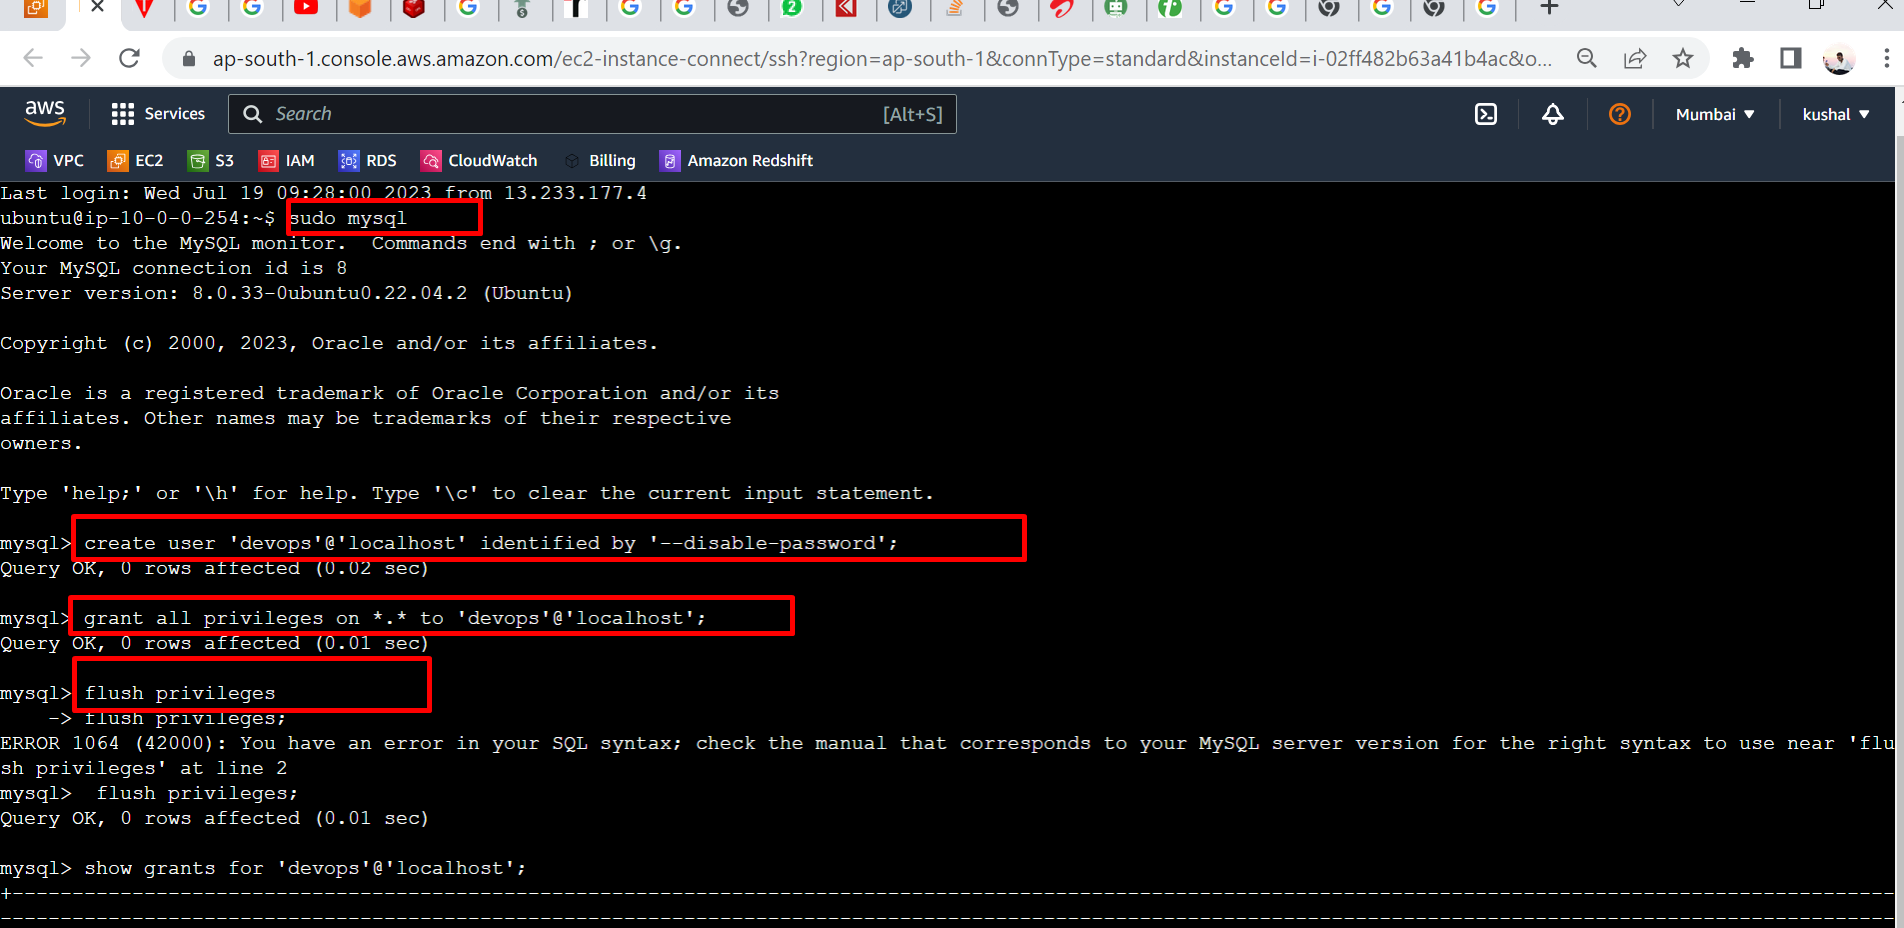 ap-south-1.console.aws.amazon.com/ec2-instance-connect/ssh?region=ap-south-1&connType=standard&instanceId=i-02ff482b63a41b4ac&o...
aws Services Search [Alt+S] Mumbai kushal
VPC EC2 S3 IAM RDS CloudWatch Billing Amazon Redshift
Last login: Wed Jul 19 09:28:00 2023 from 13.233.177.4
ubuntu@ip-10-0-0-254:~$ sudo mysql
Welcome to the MySQL monitor.  Commands end with ; or \g.
Your MySQL connection id is 8
Server version: 8.0.33-0ubuntu0.22.04.2 (Ubuntu)
Copyright (c) 2000, 2023, Oracle and/or its affiliates.
Oracle is a registered trademark of Oracle Corporation and/or its
affiliates. Other names may be trademarks of their respective
owners.
Type 'help;' or '\h' for help. Type '\c' to clear the current input statement.
mysql> create user 'devops'@'localhost' identified by '--disable-password';
Query OK, 0 rows affected (0.02 sec)
mysql> grant all privileges on *.* to 'devops'@'localhost';
Query OK, 0 rows affected (0.01 sec)
mysql> flush privileges
    -> flush privileges;
ERROR 1064 (42000): You have an error in your SQL syntax; check the manual that corresponds to your MySQL server version for the right syntax to use near 'flu
sh privileges' at line 2
mysql>  flush privileges;
Query OK, 0 rows affected (0.01 sec)
mysql> show grants for 'devops'@'localhost';